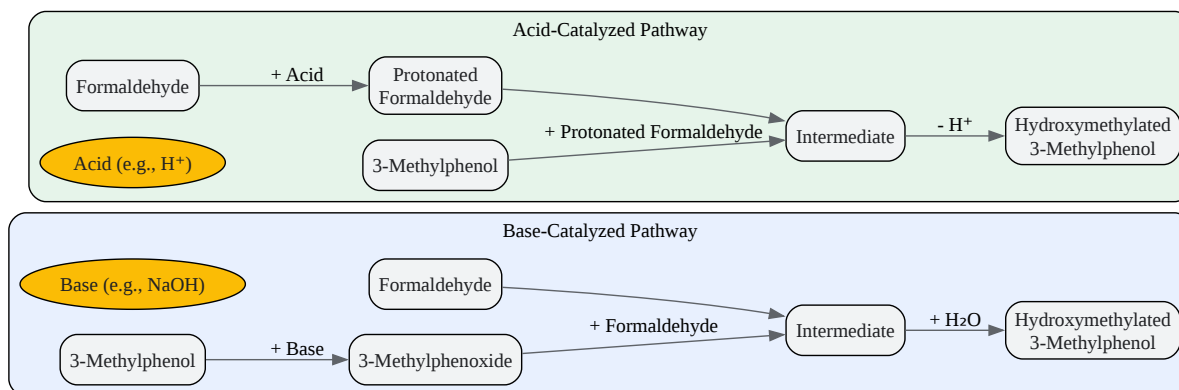 Acid-Catalyzed Pathway
Formaldehyde
+ Acid
Protonated
Formaldehyde
Acid (e.g., H⁺)
3-Methylphenol
+ Protonated Formaldehyde
Intermediate
- H⁺
Hydroxymethylated
3-Methylphenol
Base-Catalyzed Pathway
Base (e.g., NaOH)
Formaldehyde
3-Methylphenol
+ Base
3-Methylphenoxide
+ Formaldehyde
Intermediate
+ H₂O
Hydroxymethylated
3-Methylphenol